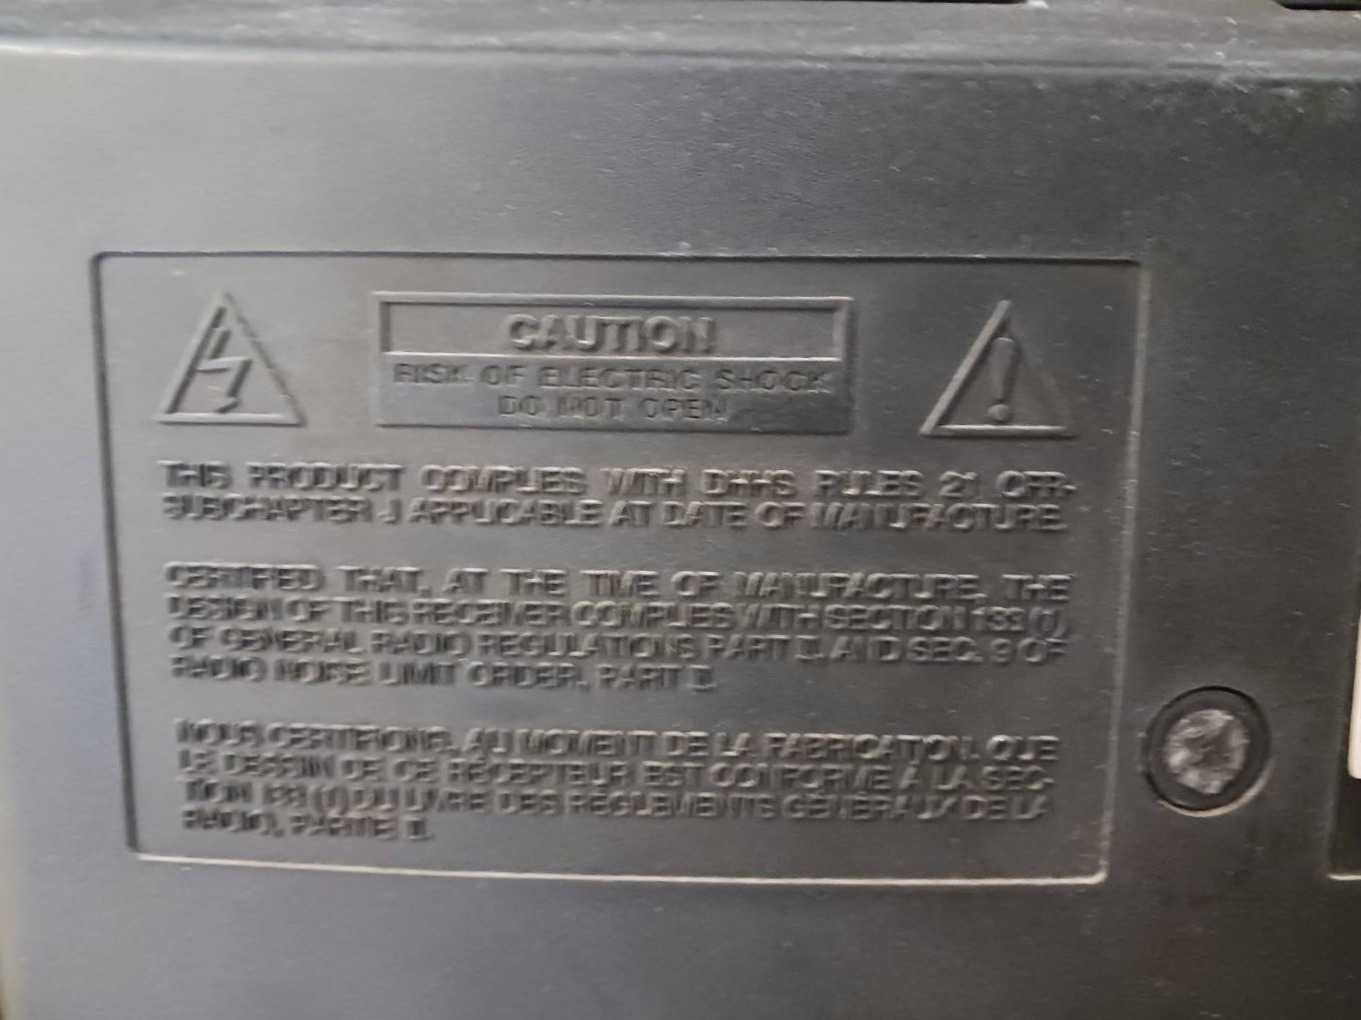 CAUTION
RISK OF ELECTRIC SHOCK
DO NOT OPEN
THIS PRODUCT COMPLIES WITH DHHS RULES 21 CFR-
SUBCHAPTER J APPLICABLE AT DATE OF MANUFACTURE.
CERTIFIED THAT, AT THE TIME OF MANUFACTURE, THE
DESIGN OF THIS RECEIVER COMPLIES WITH SECTION 133 (1)
OF GENERAL RADIO REGULATIONS PART II, AND SEC. 9 OF
RADIO NOISE LIMIT ORDER, PART II.
NOUS CERTIFIONS, AU MOMENT DE LA FABRICATION, QUE
LE DESSIN DE CE RÉCEPTEUR EST CONFORME À LA SEC-
TION 133 (1) DU LIVRE DES RÉGLEMENTS GÉNÉRAUX DE LA
RADIO, PARTIE II.